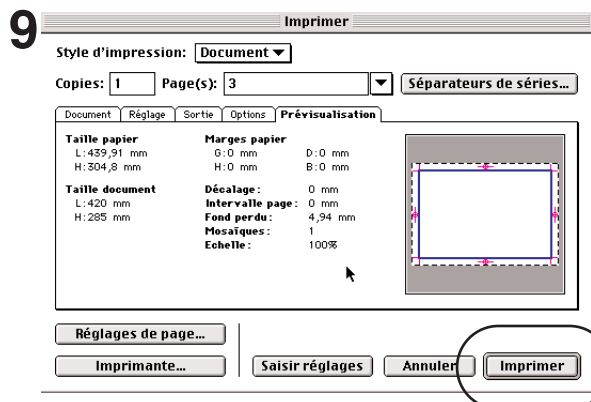 9
Imprimer
Style d'impression: Document
Copies: 1 Page(s): 3 Séparateurs de séries...
Document Réglage Sortie Options Prévisualisation
Taille papier Marges papier
L:439,91 mm G:0 mm D:0 mm
H:304,8 mm H:0 mm B:0 mm
Taille document Décalage: 0 mm
L:420 mm Intervalle page: 0 mm
H:285 mm Fond perdu: 4,94 mm
Mosaïques: 1
Echelle: 100%
Réglages de page...
Imprimante... Saisir réglages Annuler Imprimer